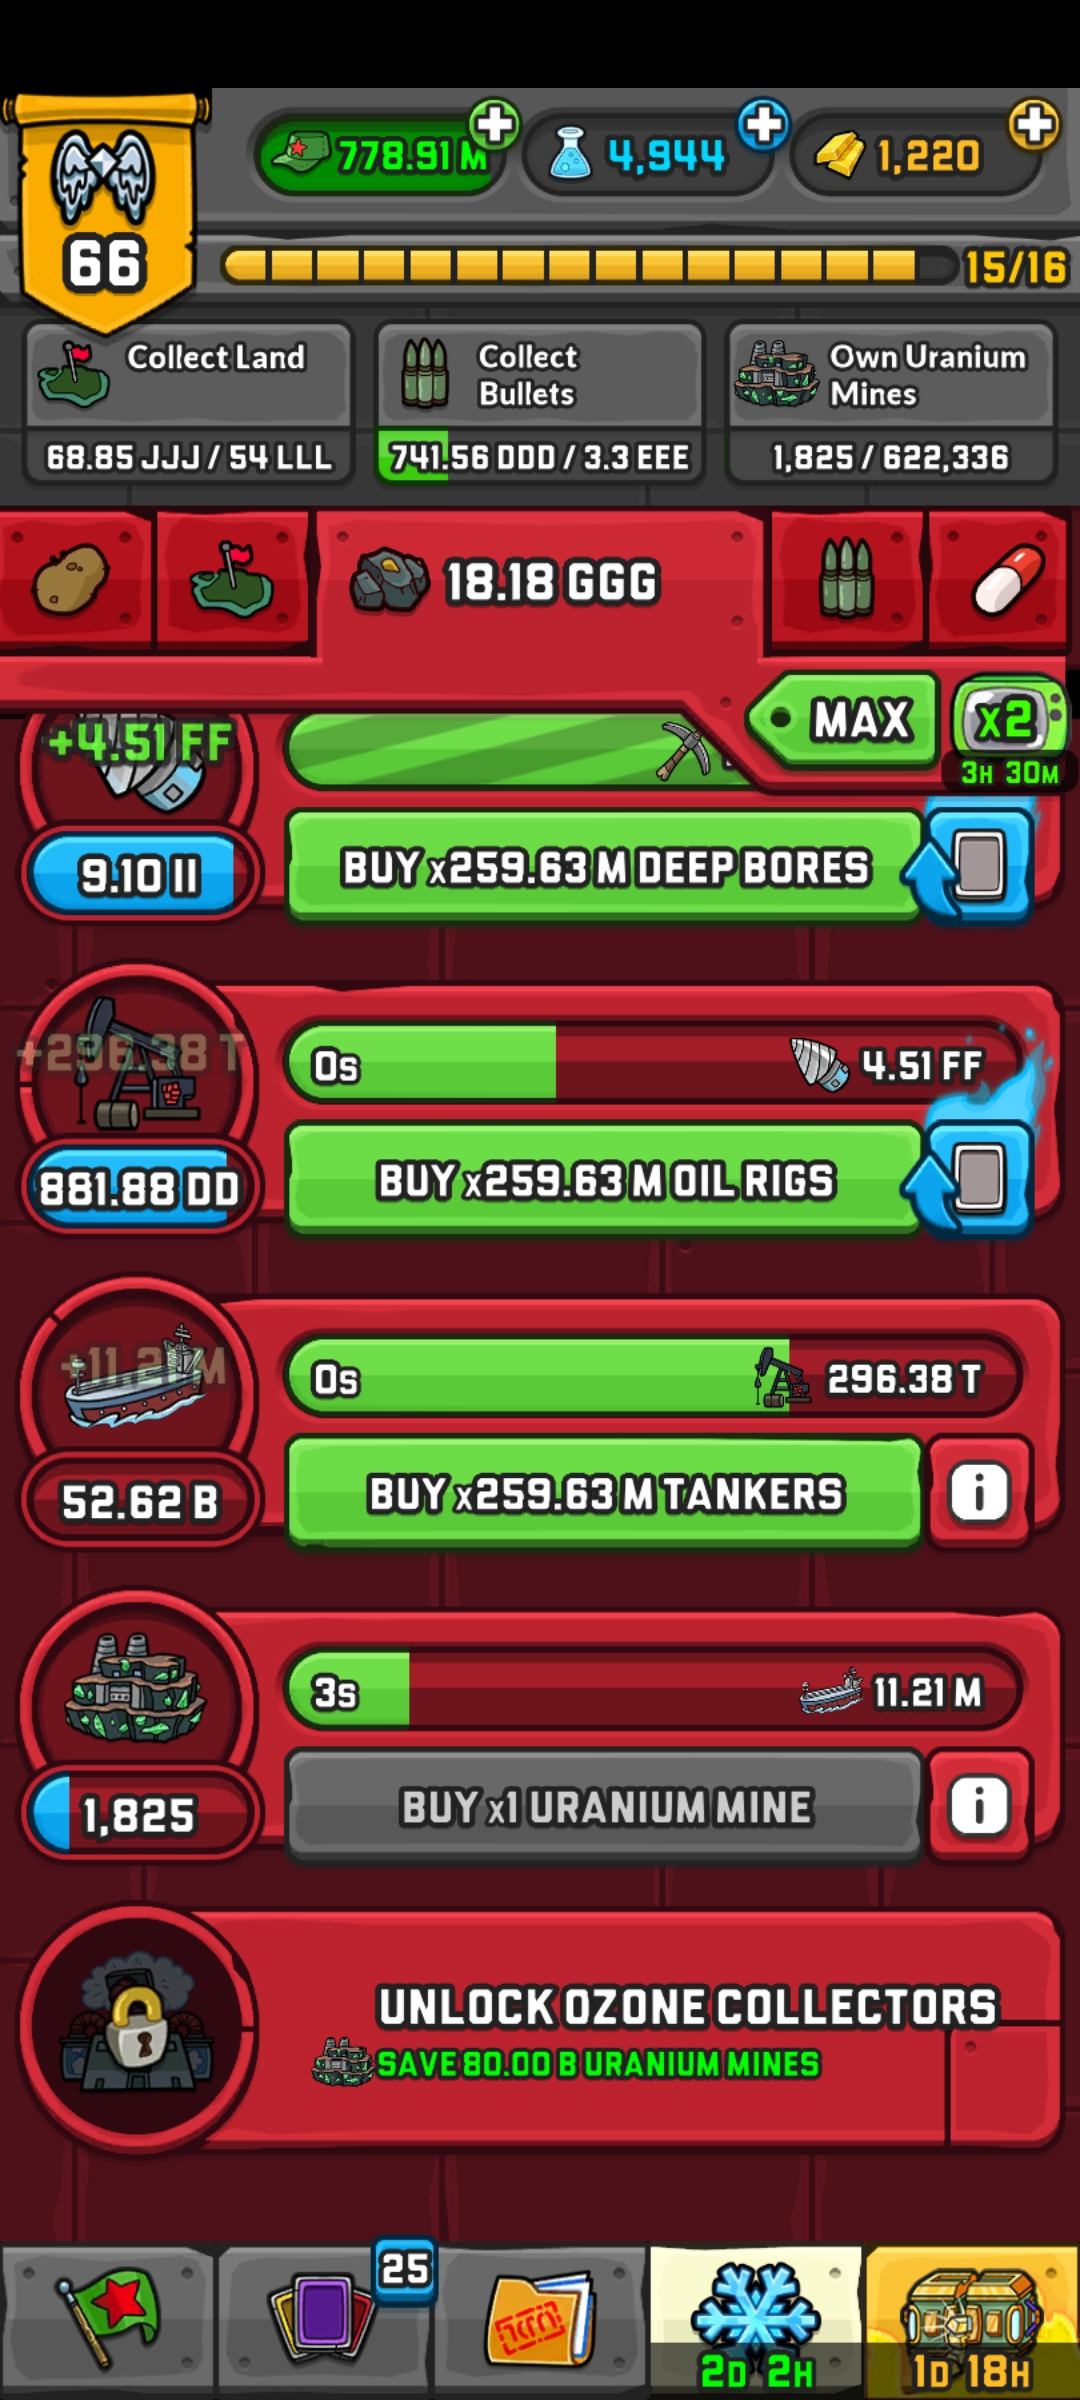 778.91 M
4,944
1,220
66
15/16
Collect Land
68.85 JJJ / 54 LLL
Collect
Bullets
741.56 DDD / 3.3 EEE
Own Uranium
Mines
1,825 / 622,336
18.18 GGG
MAX
x2
3H 30M
+4.51 FF
9.10 II
BUY x259.63 M DEEP BORES
+296.38 T
0s
4.51 FF
881.88 DD
BUY x259.63 M OIL RIGS
+11.21 M
0s
296.38 T
52.62 B
BUY x259.63 M TANKERS
i
3s
11.21 M
1,825
BUY x1 URANIUM MINE
i
UNLOCK OZONE COLLECTORS
SAVE 80.00 B URANIUM MINES
25
2D 2H
1D 18H